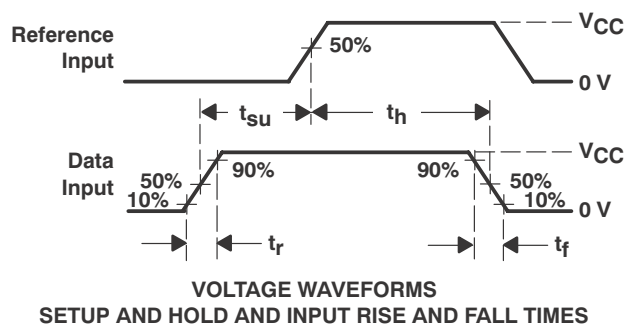 Reference
Input
50%
VCC
0 V
tsu
th
Data
Input
50%
10%
90%
90%
VCC
50%
10%
0 V
tr
tf
VOLTAGE WAVEFORMS
SETUP AND HOLD AND INPUT RISE AND FALL TIMES